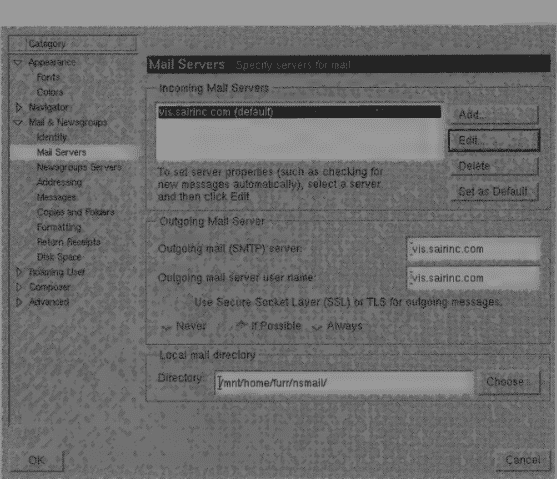 Category
Appearance
Fonts
Colors
Navigator
Mail & Newsgroups
Identity
Mail Servers
Newsgroups Servers
Addressing
Messages
Copies and Folders
Formatting
Return Receipts
Disk Space
Roaming User
Composer
Advanced
Mail Servers Specify servers for mail
Incoming Mail Servers
vis.sairinc.com (default)
Add...
Edit...
Delete
Set as Default
To set server properties (such as checking for
new messages automatically), select a server
and then click Edit
Outgoing Mail Server
Outgoing mail (SMTP) server: vis.sairinc.com
Outgoing mail server user name: vis.sairinc.com
Use Secure Socket Layer (SSL) or TLS for outgoing messages:
Never If Possible Always
Local mail directory
Directory: /mnt/home/furr/nsmail/ Choose...
OK Cancel